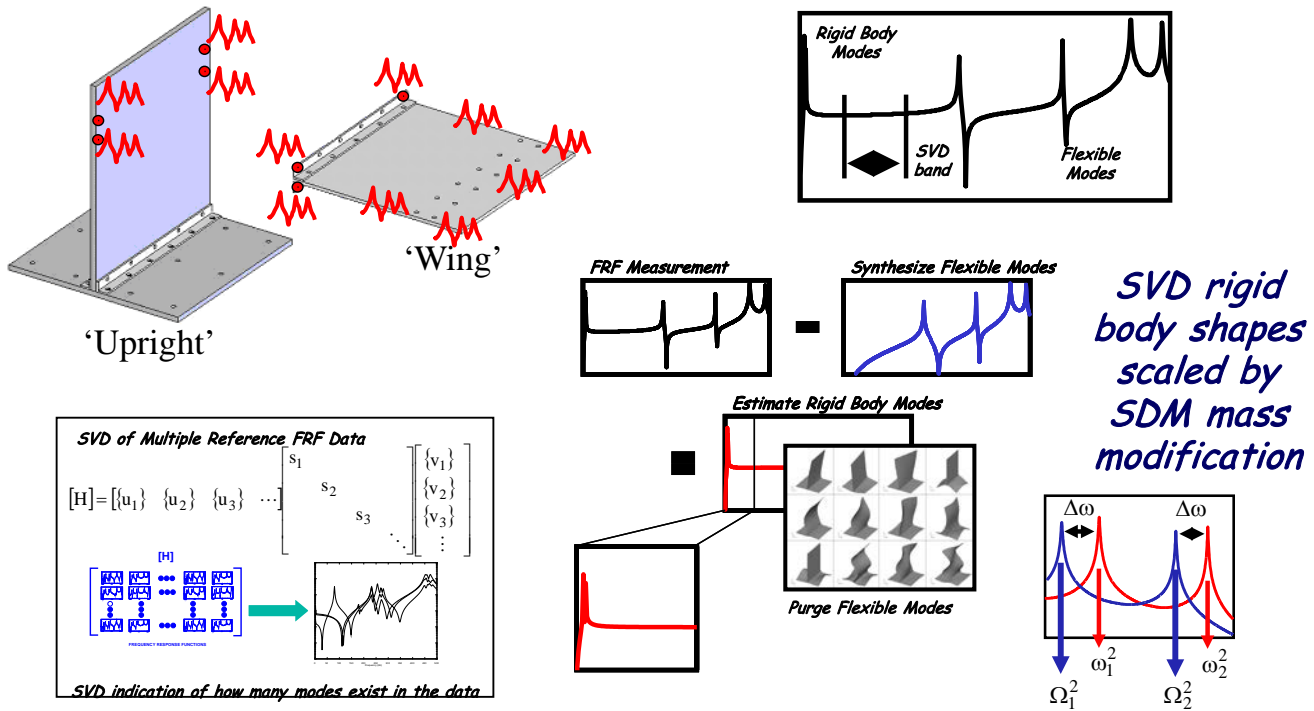 'Upright'
'Wing'
Rigid Body
Modes
SVD
band
Flexible
Modes
FRF Measurement
Synthesize Flexible Modes
Estimate Rigid Body Modes
Purge Flexible Modes
SVD rigid
body shapes
scaled by
SDM mass
modification
SVD of Multiple Reference FRF Data
[H]=[{u₁} {u₂} {u₃} ⋯]
s₁
s₂
s₃
⋱
{v₁}
{v₂}
{v₃}
⋮
[H]
FREQUENCY RESPONSE FUNCTIONS
SVD indication of how many modes exist in the data
Δω Δω
ω₁² ω₂²
Ω₁² Ω₂²